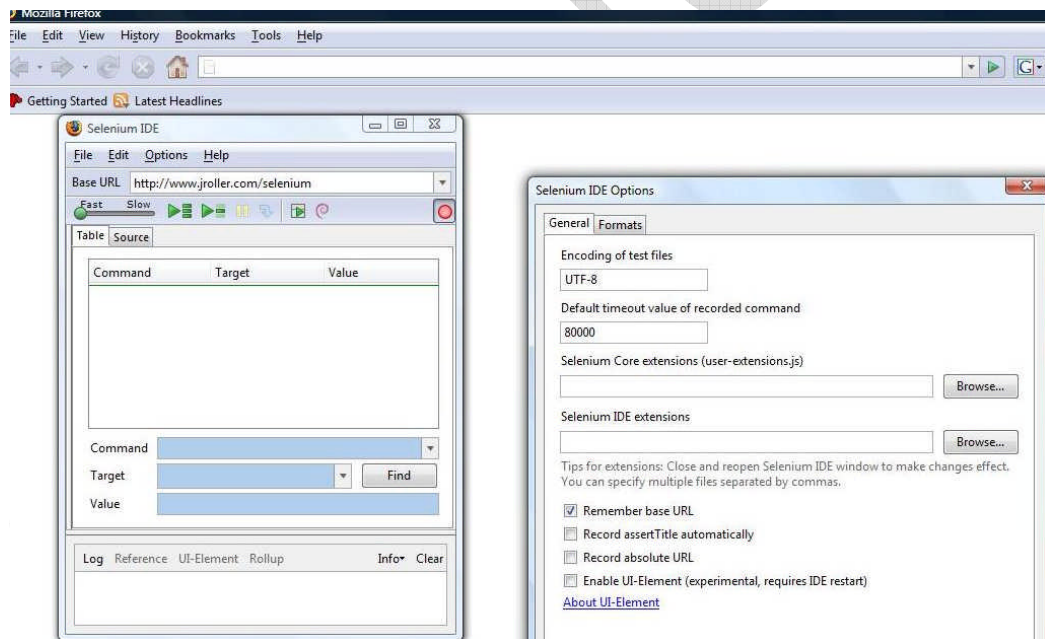 Mozilla Firefox
File Edit View History Bookmarks Tools Help
G
Getting Started Latest Headlines
Selenium IDE
File Edit Options Help
Base URL http://www.jroller.com/selenium
Fast Slow
Table Source
Command Target Value
Command
Target Find
Value
Log Reference UI-Element Rollup Info Clear
Selenium IDE Options
General Formats
Encoding of test files
UTF-8
Default timeout value of recorded command
80000
Selenium Core extensions (user-extensions.js)
Browse...
Selenium IDE extensions
Browse...
Tips for extensions: Close and reopen Selenium IDE window to make changes effect.
You can specify multiple files separated by commas.
Remember base URL
Record assertTitle automatically
Record absolute URL
Enable UI-Element (experimental, requires IDE restart)
About UI-Element